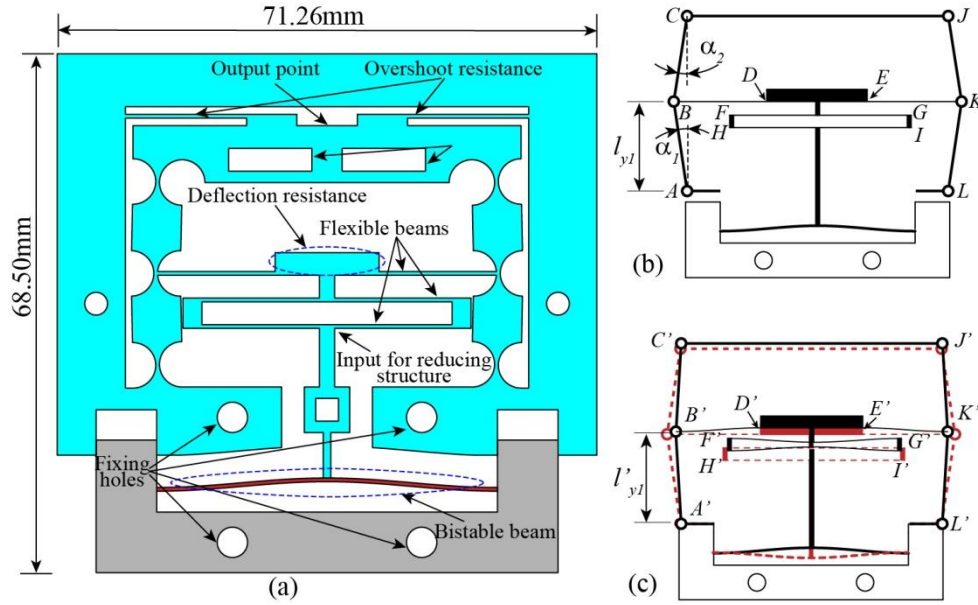 71.26mm
68.50mm
Output point
Overshoot resistance
Deflection resistance
Flexible beams
Input for reducing
structure
Fixing
holes
Bistable beam
(a)
C
J
α2
D
E
B
F
G
K
H
I
ly1
α1
A
L
(b)
C’
J’
D’
E’
K’
B’
F’
G’
H’
I’
l’y1
A’
L’
(c)